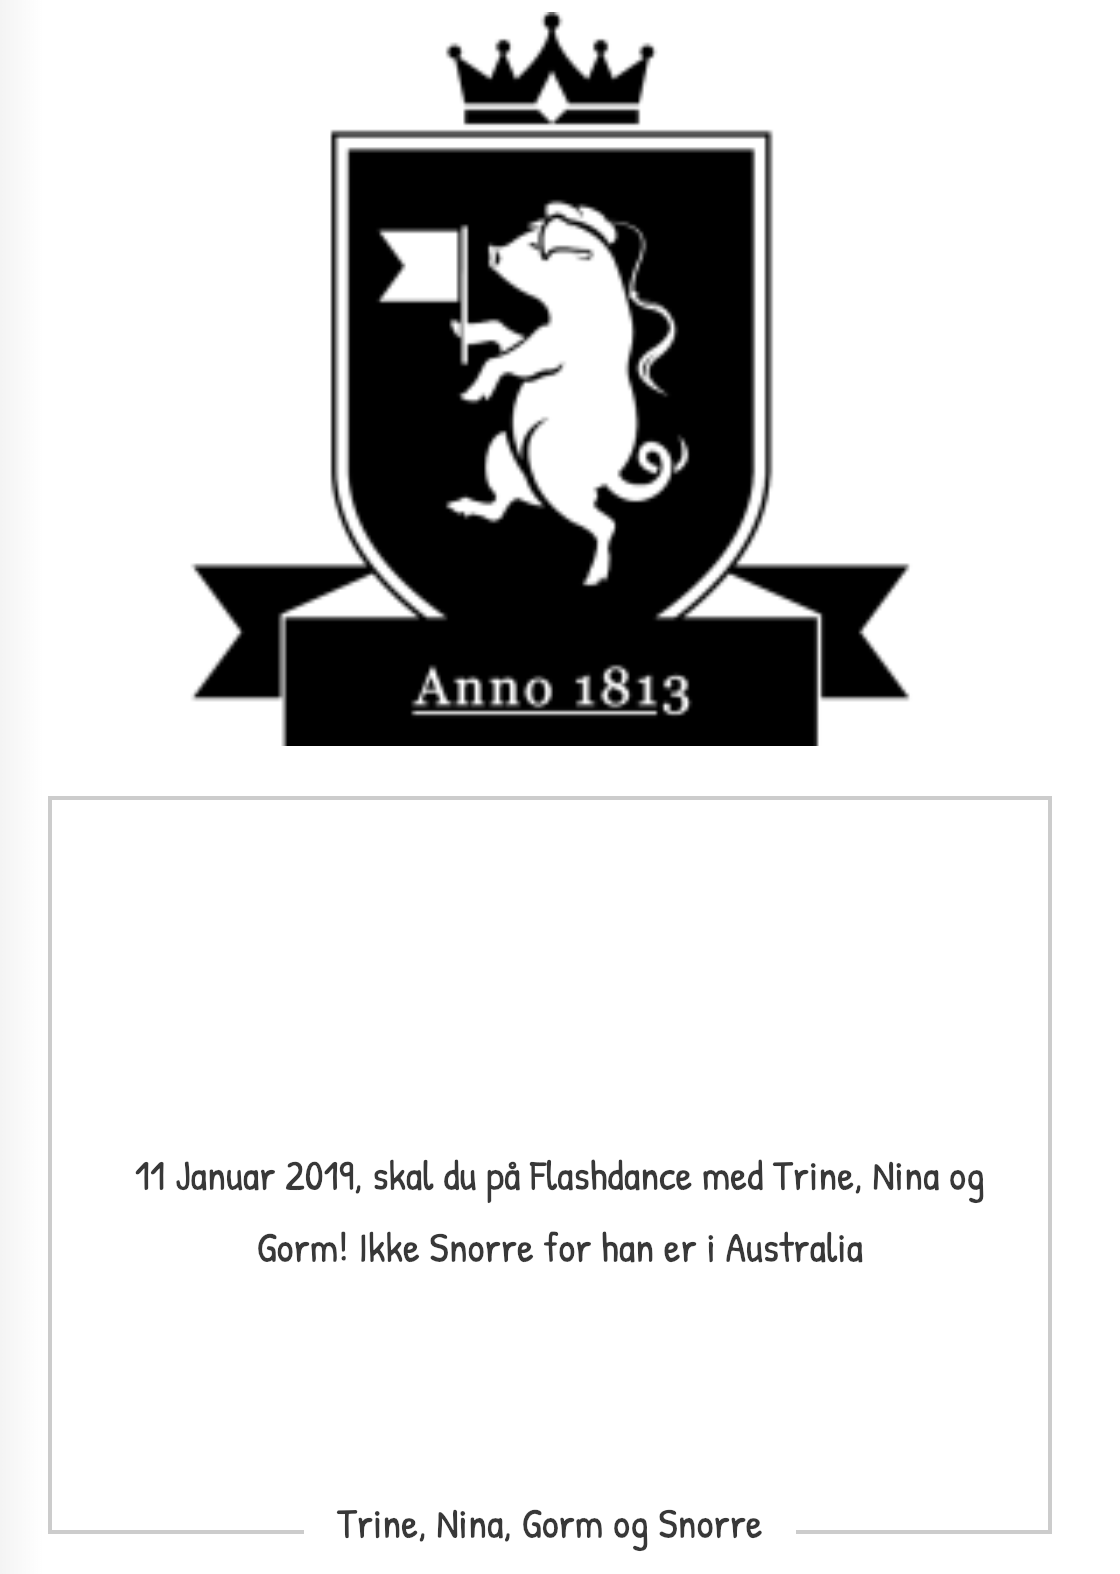 Anno 1813
11 Januar 2019, skal du på Flashdance med Trine, Nina og
Gorm! Ikke Snorre for han er i Australia
Trine, Nina, Gorm og Snorre